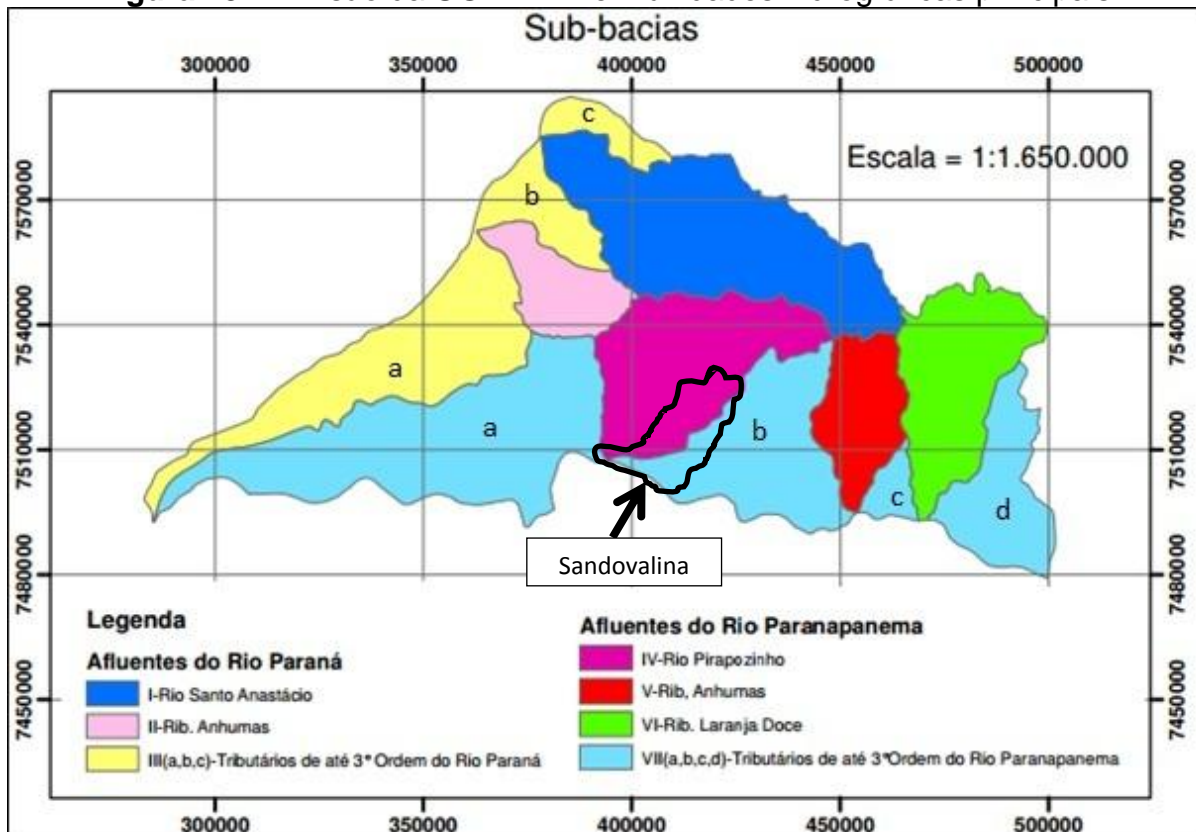 Sub-bacias
300000 350000 400000 450000 500000
Escala = 1:1.650.000
7570000 7570000
7540000 7540000
7510000 7510000
7480000 7480000
7450000 7450000
c
b
a
a
b
c
d
Sandovalina
Legenda
Afluentes do Rio Paraná
I-Rio Santo Anastácio
II-Rib. Anhumas
III(a,b,c)-Tributários de até 3ª Ordem do Rio Paraná
Afluentes do Rio Paranapanema
IV-Rio Pirapozinho
V-Rib, Anhumas
VI-Rib. Laranja Doce
VII(a,b,c,d)-Tributários de até 3ªOrdem do Rio Paranapanema
300000 350000 400000 450000 500000